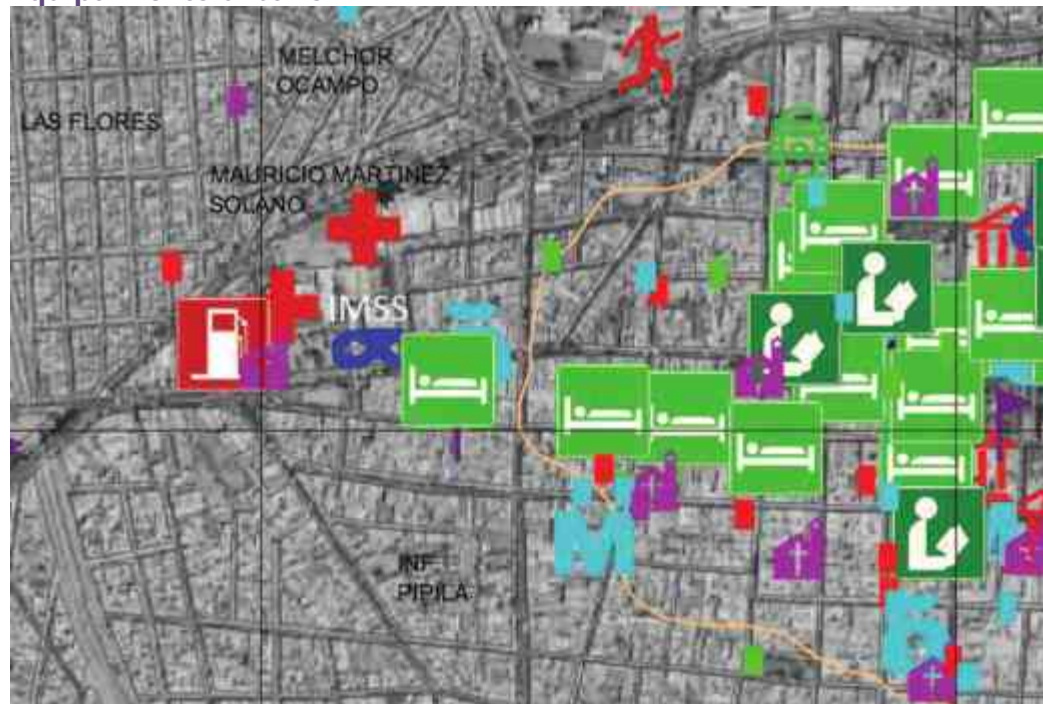 MELCHOR
OCAMPO
LAS FLORES
MAURICIO MARTINEZ
SOLANO
IMSS
INF
PIPILA